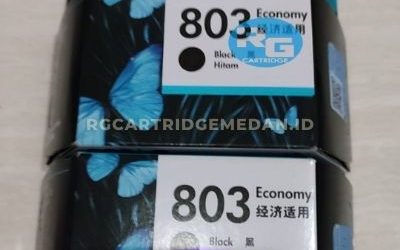 803 Economy
经济适用
RG
CARTRIDGE
Black 黑
Hitam
RGCARTRIDGEMEDAN.ID
803 Economy
经济适用
Black 黑